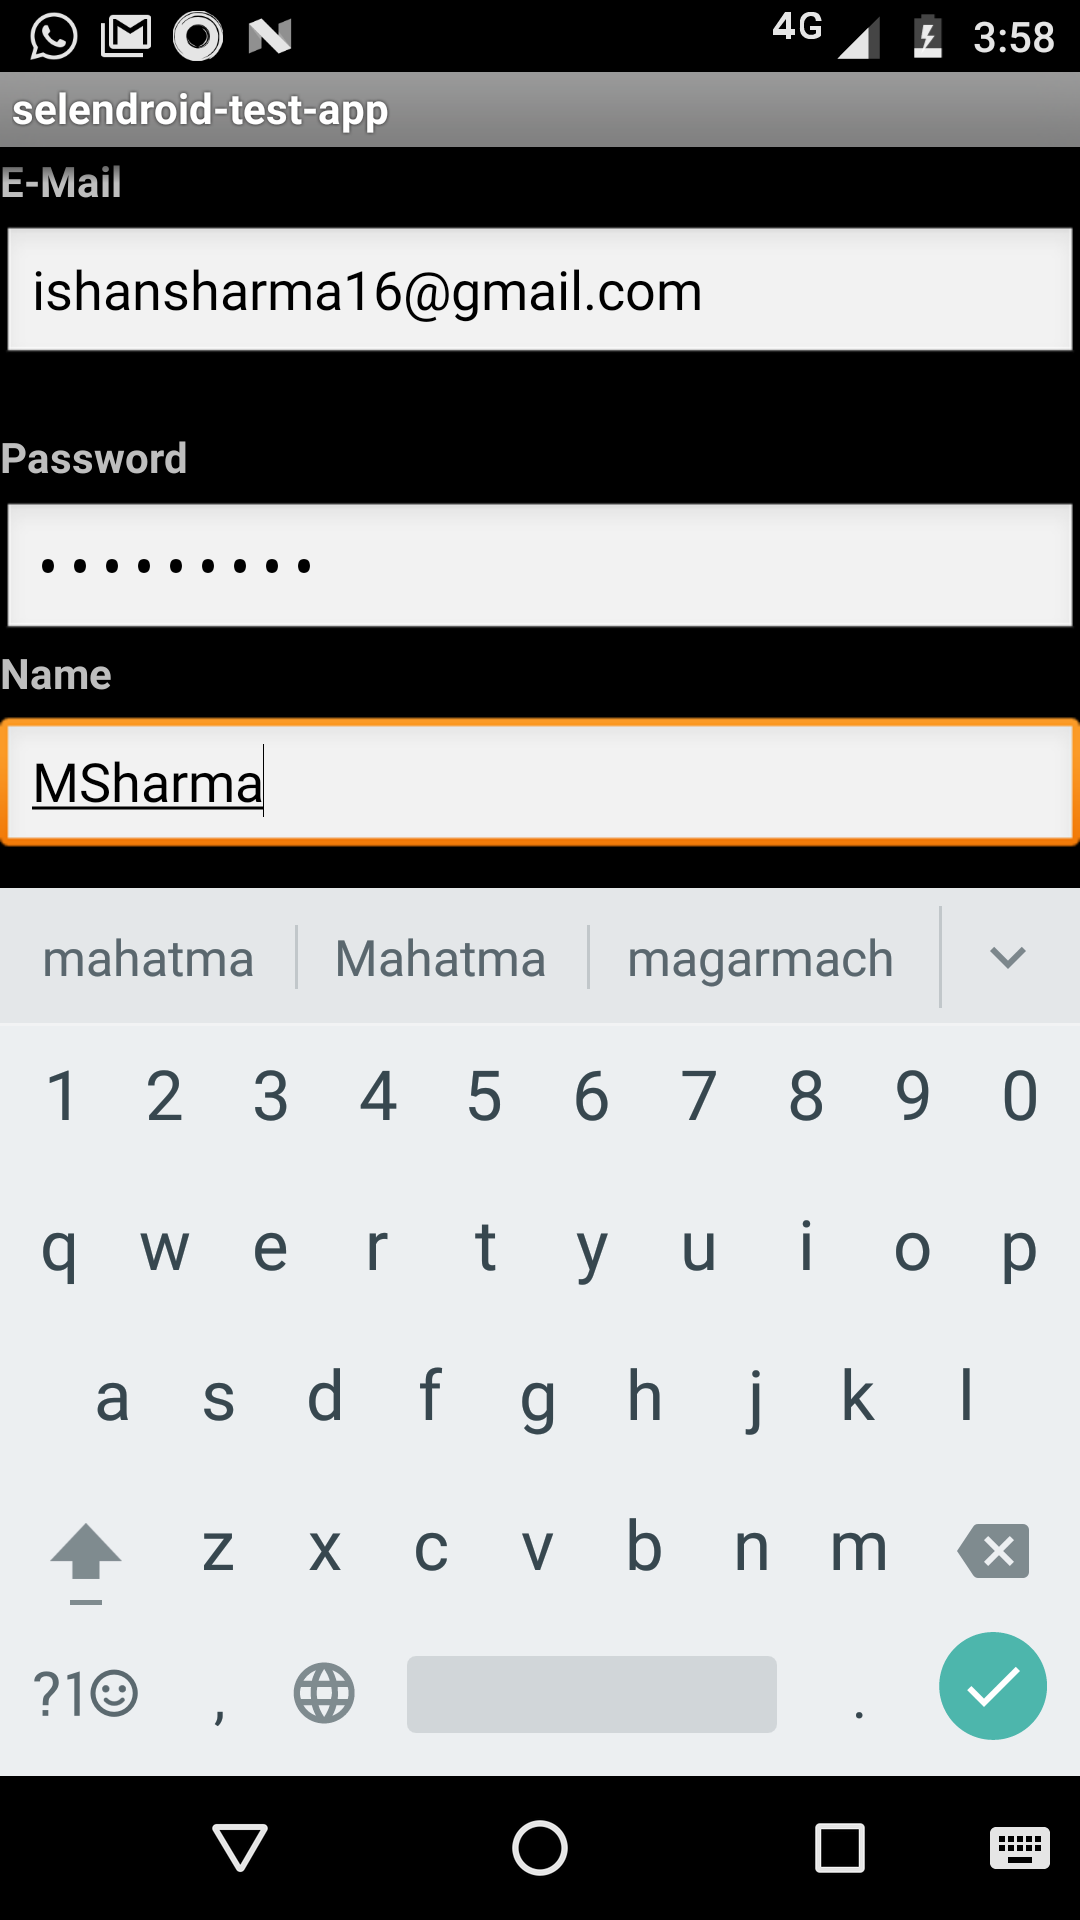 4G 3:58
selendroid-test-app
E-Mail
ishansharma16@gmail.com
Password
•••••••••
Name
MSharma
mahatma Mahatma magarmach
1 2 3 4 5 6 7 8 9 0
q w e r t y u i o p
a s d f g h j k l
z x c v b n m
?1☺ , .